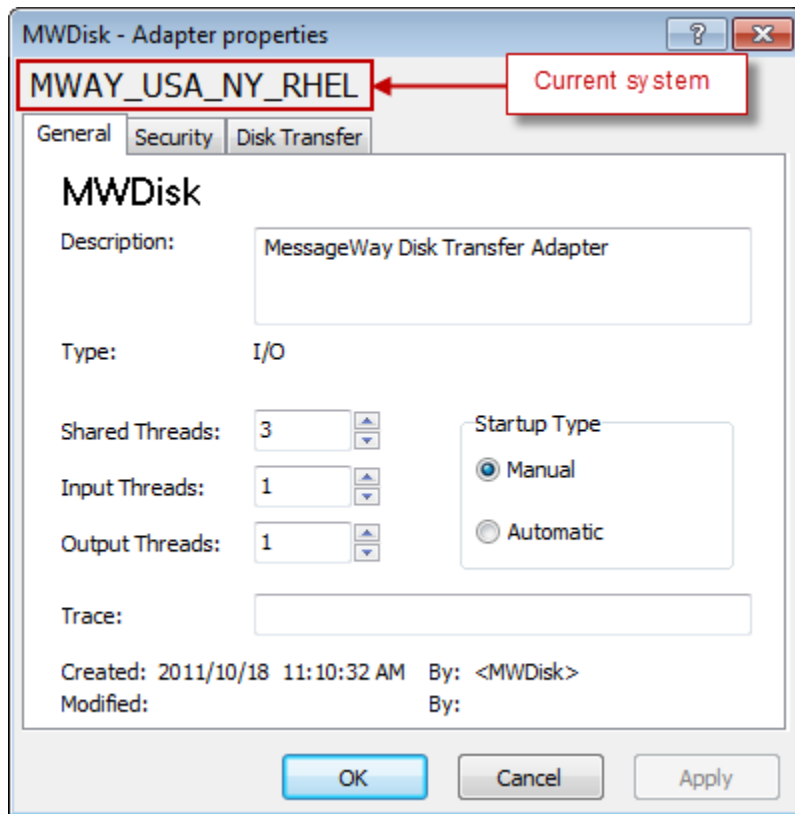 MWDisk - Adapter properties
MWAY_USA_NY_RHEL
Current system
General Security Disk Transfer
MWDisk
Description: MessageWay Disk Transfer Adapter
Type: I/O
Shared Threads: 3
Startup Type
Manual
Input Threads: 1
Automatic
Output Threads: 1
Trace:
Created: 2011/10/18 11:10:32 AM By: <MWDisk>
Modified: By:
OK Cancel Apply